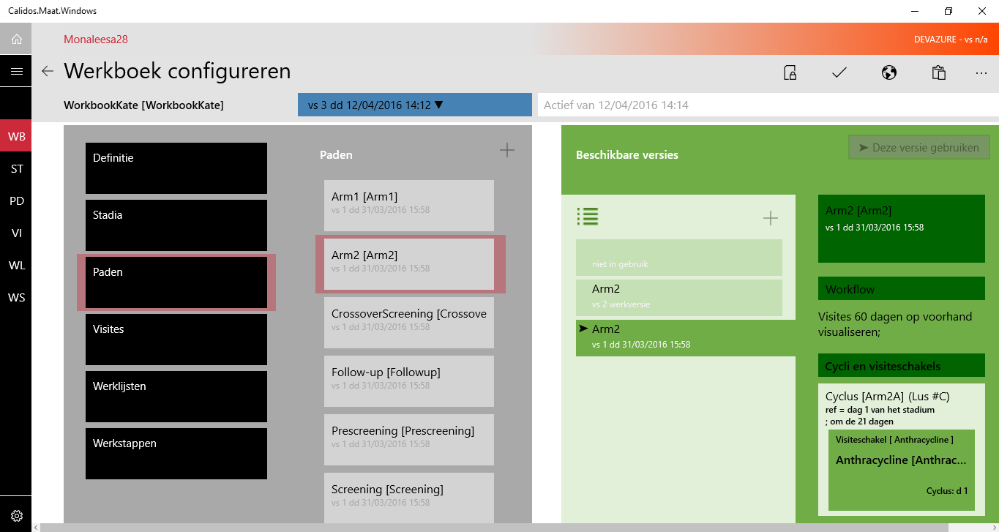 Calidos.Maat.Windows
Monaleesa28
DEVAZURE - vs n/a
Werkboek configureren
WorkbookKate [WorkbookKate]
vs 3 dd 12/04/2016 14:12 ▼
Actief van 12/04/2016 14:14
WB
ST
PD
VI
WL
WS
Definitie
Stadia
Paden
Visites
Werklijsten
Werkstappen
Paden
Arm1 [Arm1]
vs 1 dd 31/03/2016 15:58
Arm2 [Arm2]
vs 1 dd 31/03/2016 15:58
CrossoverScreening [Crossove
vs 1 dd 31/03/2016 15:58
Follow-up [Followup]
vs 1 dd 31/03/2016 15:58
Prescreening [Prescreening]
vs 1 dd 31/03/2016 15:58
Screening [Screening]
vs 1 dd 31/03/2016 15:58
Beschikbare versies
➤ Deze versie gebruiken
niet in gebruik
Arm2
vs 2 werkversie
➤ Arm2
vs 1 dd 31/03/2016 15:58
Arm2 [Arm2]
vs 1 dd 31/03/2016 15:58
Workflow
Visites 60 dagen op voorhand
visualiseren;
Cycli en visiteschakels
Cyclus [Arm2A] (Lus #C)
ref = dag 1 van het stadium
; om de 21 dagen
Visiteschakel [ Anthracycline ]
Anthracycline [Anthrac...
Cyclus: d 1